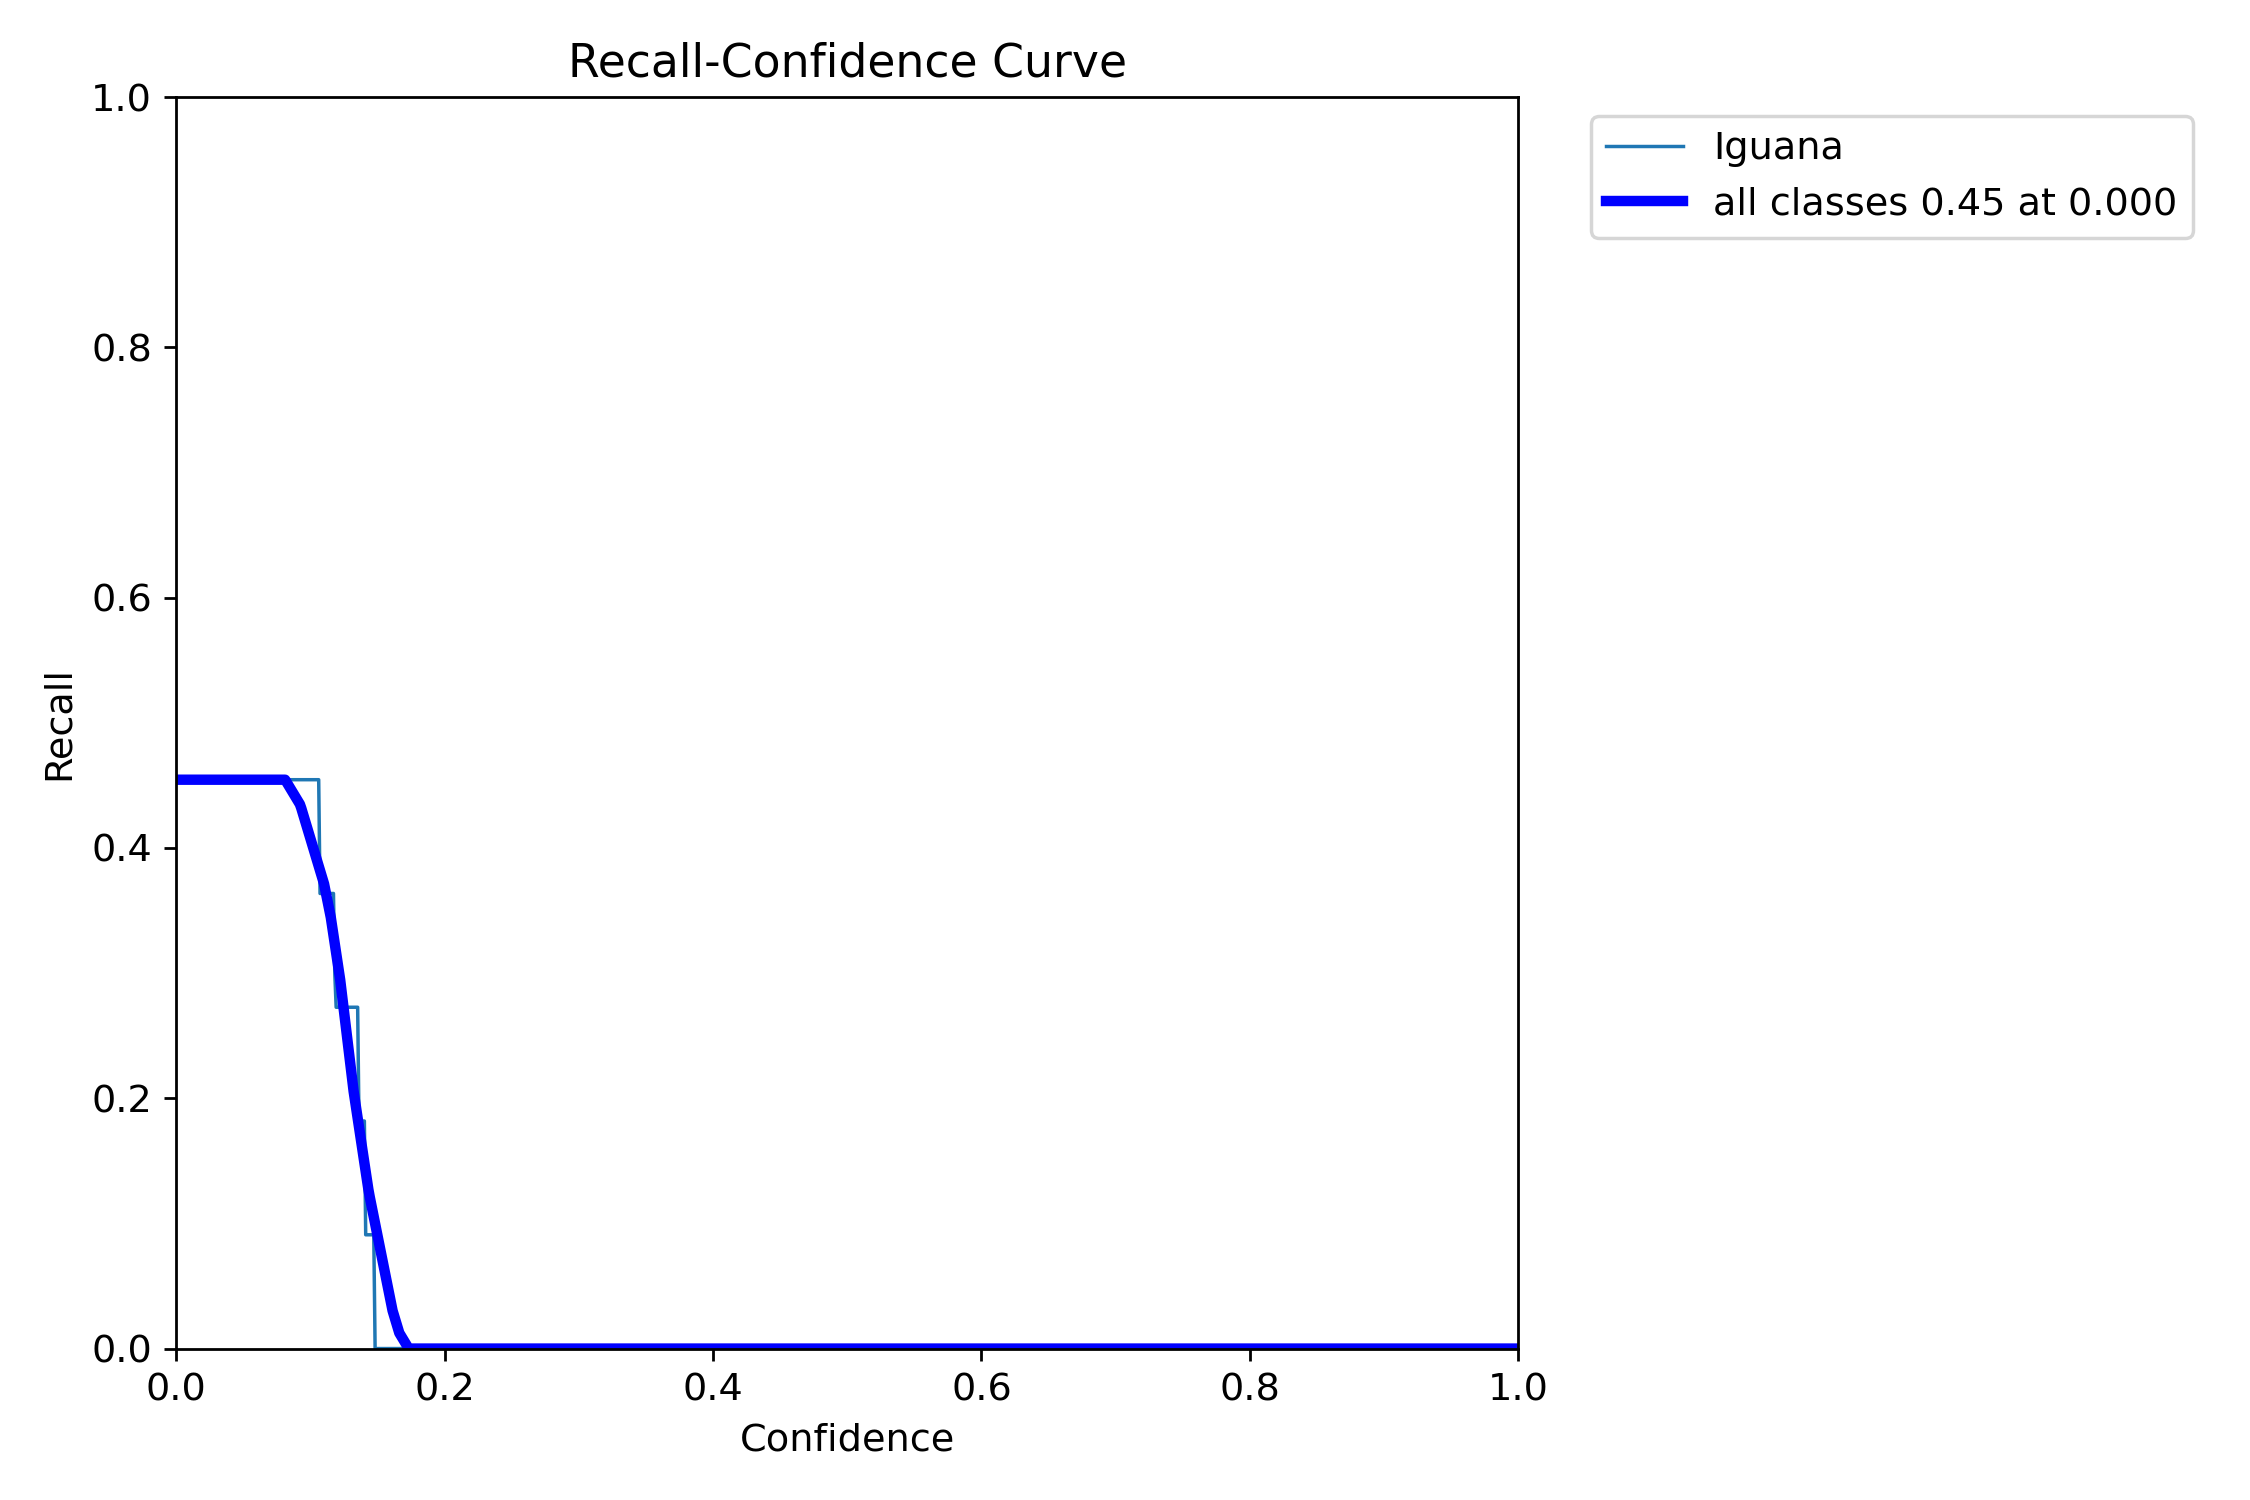 Recall-Confidence Curve
Iguana
all classes 0.45 at 0.000
1.0
0.8
0.6
0.4
0.2
0.0
Recall
0.0 0.2 0.4 0.6 0.8 1.0
Confidence